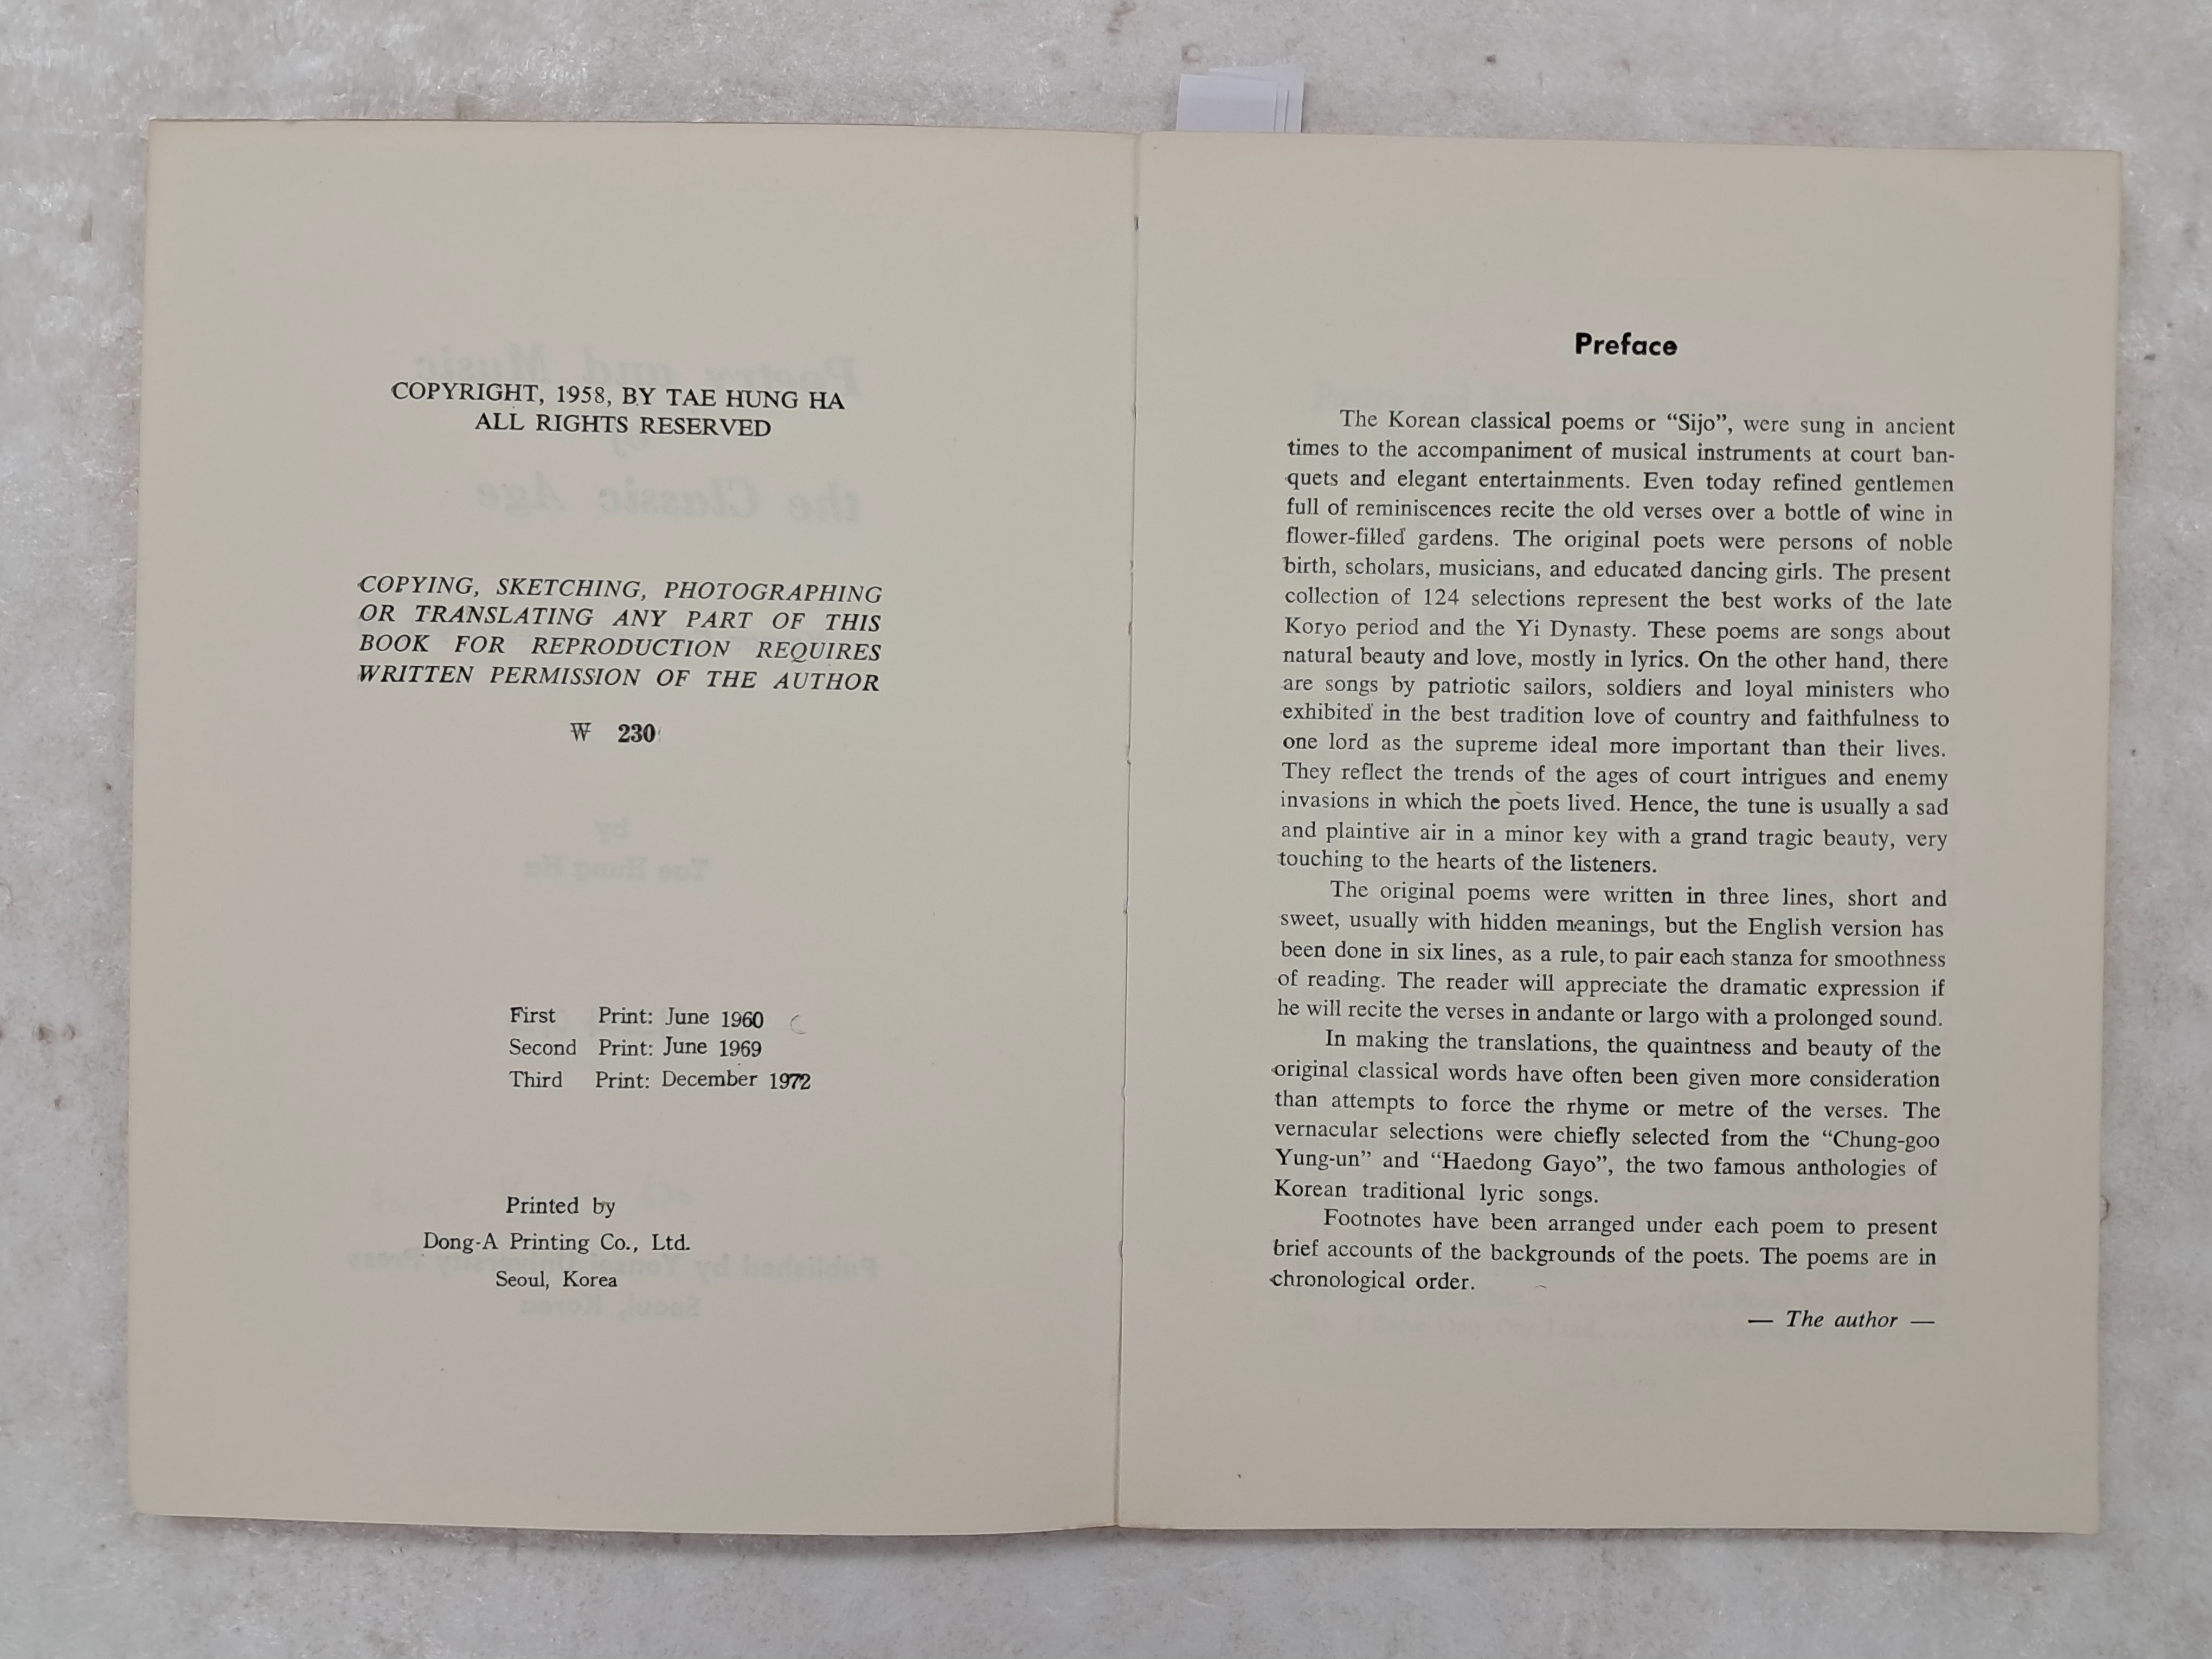 COPYRIGHT, 1958, BY TAE HUNG HA
ALL RIGHTS RESERVED
COPYING, SKETCHING, PHOTOGRAPHING
OR TRANSLATING ANY PART OF THIS
BOOK FOR REPRODUCTION REQUIRES
WRITTEN PERMISSION OF THE AUTHOR
₩ 230
First Print: June 1960
Second Print: June 1969
Third Print: December 1972
Printed by
Dong-A Printing Co., Ltd.
Seoul, Korea
Preface
The Korean classical poems or “Sijo”, were sung in ancient
times to the accompaniment of musical instruments at court ban-
quets and elegant entertainments. Even today refined gentlemen
full of reminiscences recite the old verses over a bottle of wine in
flower-filled gardens. The original poets were persons of noble
birth, scholars, musicians, and educated dancing girls. The present
collection of 124 selections represent the best works of the late
Koryo period and the Yi Dynasty. These poems are songs about
natural beauty and love, mostly in lyrics. On the other hand, there
are songs by patriotic sailors, soldiers and loyal ministers who
exhibited in the best tradition love of country and faithfulness to
one lord as the supreme ideal more important than their lives.
They reflect the trends of the ages of court intrigues and enemy
invasions in which the poets lived. Hence, the tune is usually a sad
and plaintive air in a minor key with a grand tragic beauty, very
touching to the hearts of the listeners.
The original poems were written in three lines, short and
sweet, usually with hidden meanings, but the English version has
been done in six lines, as a rule, to pair each stanza for smoothness
of reading. The reader will appreciate the dramatic expression if
he will recite the verses in andante or largo with a prolonged sound.
In making the translations, the quaintness and beauty of the
original classical words have often been given more consideration
than attempts to force the rhyme or metre of the verses. The
vernacular selections were chiefly selected from the “Chung-goo
Yung-un” and “Haedong Gayo”, the two famous anthologies of
Korean traditional lyric songs.
Footnotes have been arranged under each poem to present
brief accounts of the backgrounds of the poets. The poems are in
chronological order.
— The author —